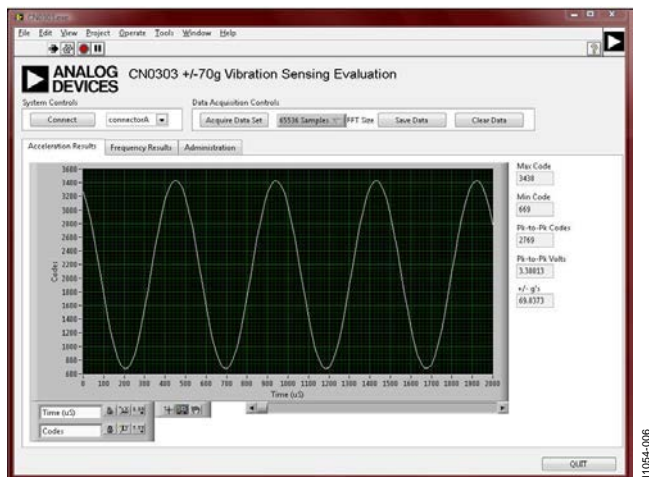 File Edit View Project Operate Tools Window Help
ANALOG DEVICES
CN0303 +/-70g Vibration Sensing Evaluation
System Controls
Data Acquisition Controls
Connect
connectorA
Acquire Data Set
65536 Samples
FFT Size
Save Data
Clear Data
Acceleration Results
Frequency Results
Administration
Max Code
3438
Min Code
669
Pk-to-Pk Codes
2769
Pk-to-Pk Volts
3.38013
+/- g's
69.0373
3600
3400
3200
3000
2800
2600
2400
2200
2000
1800
1600
1400
1200
1000
800
600
Codes
0 100 200 300 400 500 600 700 800 900 1000 1100 1200 1300 1400 1500 1600 1700 1800 1900 2000
Time (uS)
Time (uS)
Codes
QUIT
11054-006